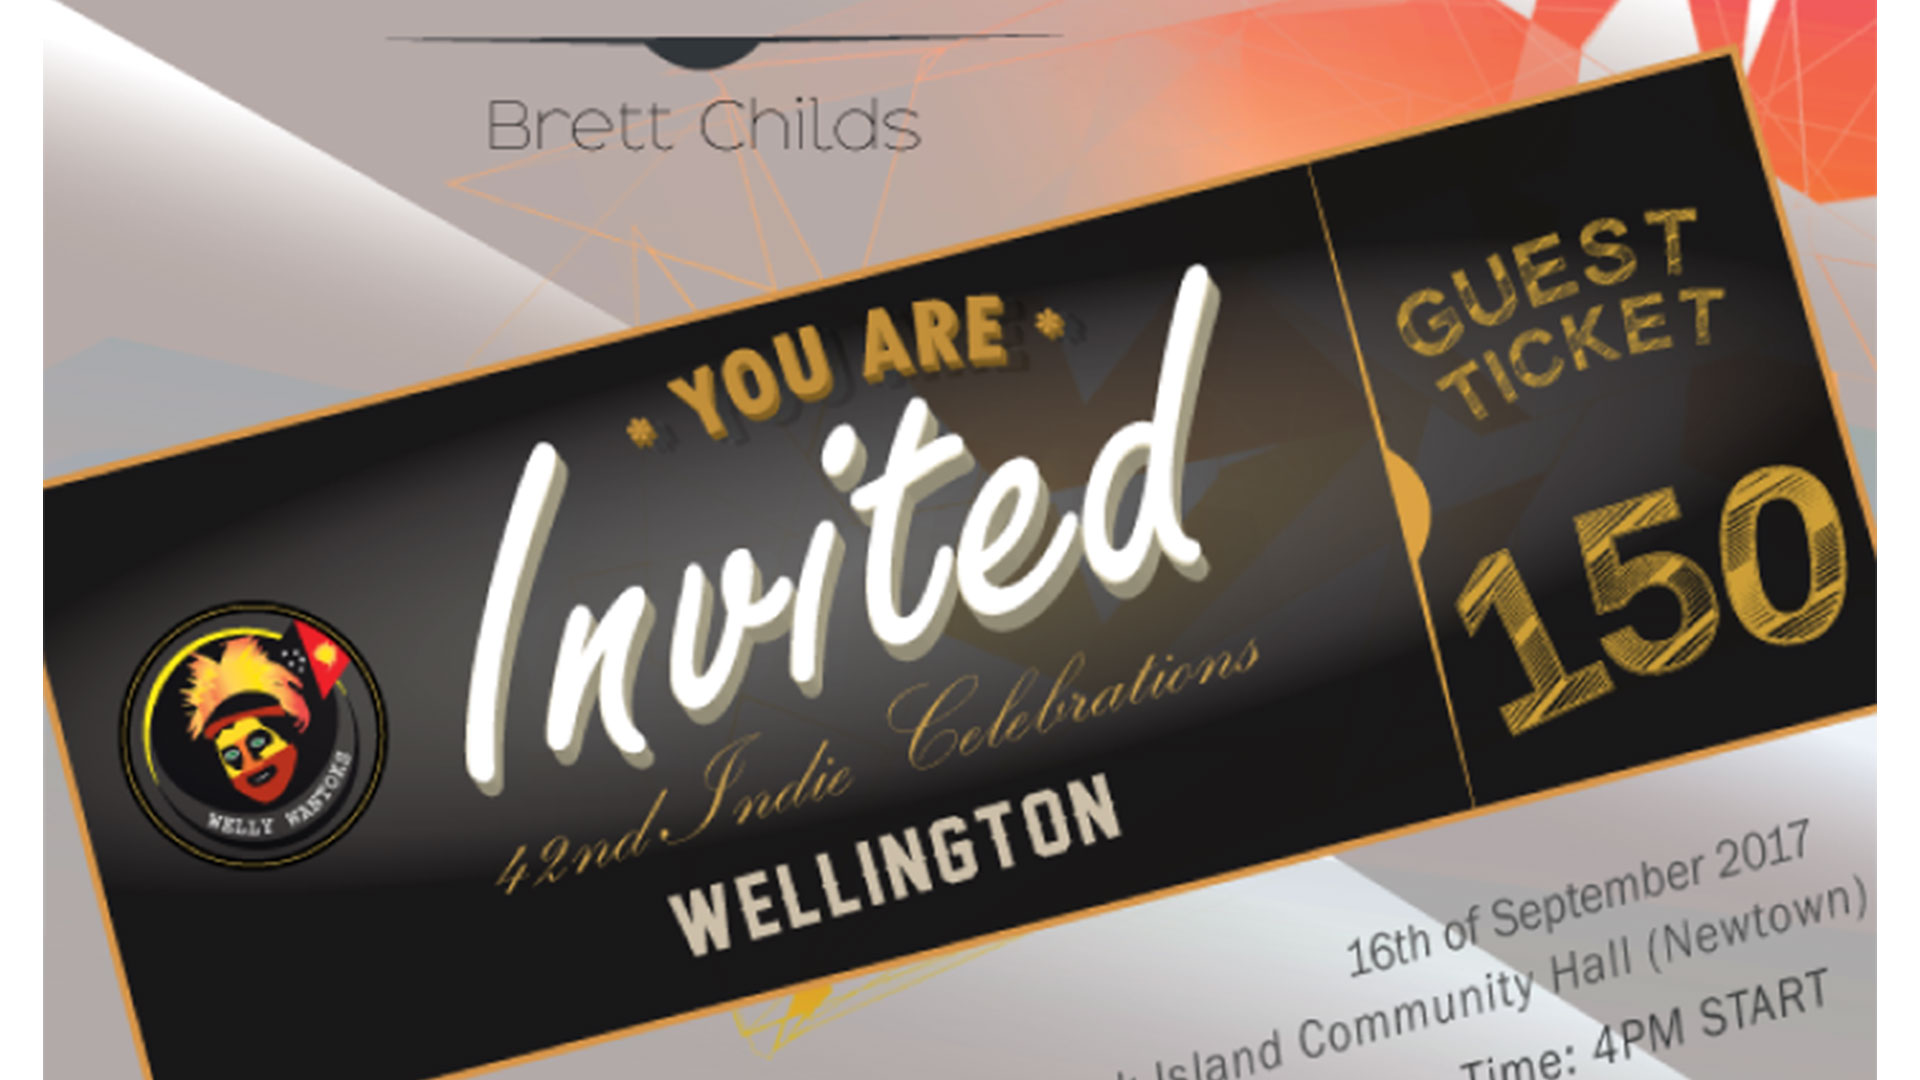 Brett Childs
* YOU ARE *
Invited
42nd Indie Celebrations
WELLINGTON
WELLY WANTOKS
GUEST
TICKET
150
16th of September 2017
Island Community Hall (Newtown)
Time: 4PM START